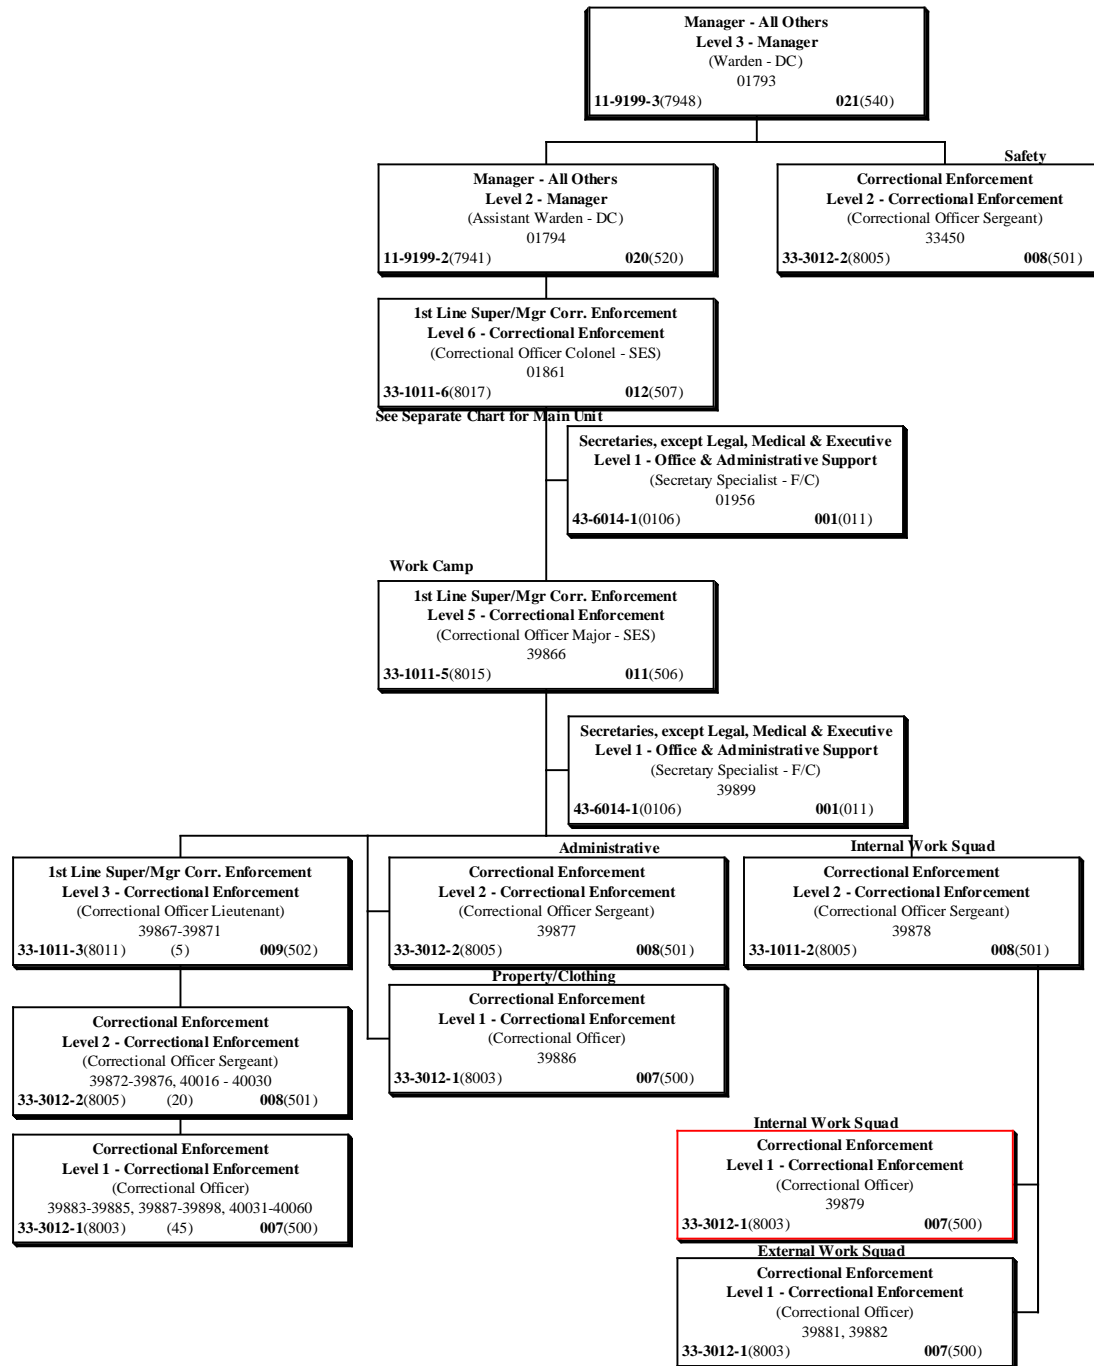 Manager - All Others
Level 3 - Manager
(Warden - DC)
01793
11-9199-3(7948) 021(540)
Manager - All Others
Level 2 - Manager
(Assistant Warden - DC)
01794
11-9199-2(7941) 020(520)
Safety
Correctional Enforcement
Level 2 - Correctional Enforcement
(Correctional Officer Sergeant)
33450
33-3012-2(8005) 008(501)
1st Line Super/Mgr Corr. Enforcement
Level 6 - Correctional Enforcement
(Correctional Officer Colonel - SES)
01861
33-1011-6(8017) 012(507)
See Separate Chart for Main Unit
Secretaries, except Legal, Medical & Executive
Level 1 - Office & Administrative Support
(Secretary Specialist - F/C)
01956
43-6014-1(0106) 001(011)
Work Camp
1st Line Super/Mgr Corr. Enforcement
Level 5 - Correctional Enforcement
(Correctional Officer Major - SES)
39866
33-1011-5(8015) 011(506)
Secretaries, except Legal, Medical & Executive
Level 1 - Office & Administrative Support
(Secretary Specialist - F/C)
39899
43-6014-1(0106) 001(011)
1st Line Super/Mgr Corr. Enforcement
Level 3 - Correctional Enforcement
(Correctional Officer Lieutenant)
39867-39871
33-1011-3(8011) (5) 009(502)
Administrative
Correctional Enforcement
Level 2 - Correctional Enforcement
(Correctional Officer Sergeant)
39877
33-3012-2(8005) 008(501)
Internal Work Squad
Correctional Enforcement
Level 2 - Correctional Enforcement
(Correctional Officer Sergeant)
39878
33-1011-2(8005) 008(501)
Correctional Enforcement
Level 2 - Correctional Enforcement
(Correctional Officer Sergeant)
39872-39876, 40016 - 40030
33-3012-2(8005) (20) 008(501)
Property/Clothing
Correctional Enforcement
Level 1 - Correctional Enforcement
(Correctional Officer)
39886
33-3012-1(8003) 007(500)
Correctional Enforcement
Level 1 - Correctional Enforcement
(Correctional Officer)
39883-39885, 39887-39898, 40031-40060
33-3012-1(8003) (45) 007(500)
Internal Work Squad
Correctional Enforcement
Level 1 - Correctional Enforcement
(Correctional Officer)
39879
33-3012-1(8003) 007(500)
External Work Squad
Correctional Enforcement
Level 1 - Correctional Enforcement
(Correctional Officer)
39881, 39882
33-3012-1(8003) 007(500)